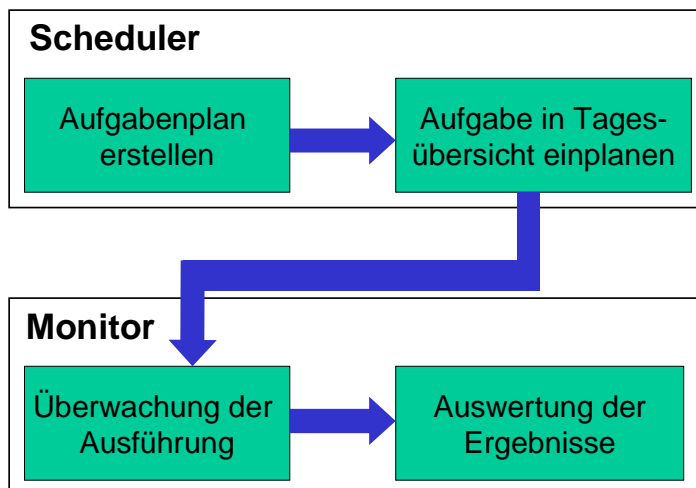 Scheduler
Aufgabenplan
erstellen
Aufgabe in Tages-
übersicht einplanen
Monitor
Überwachung der
Ausführung
Auswertung der
Ergebnisse